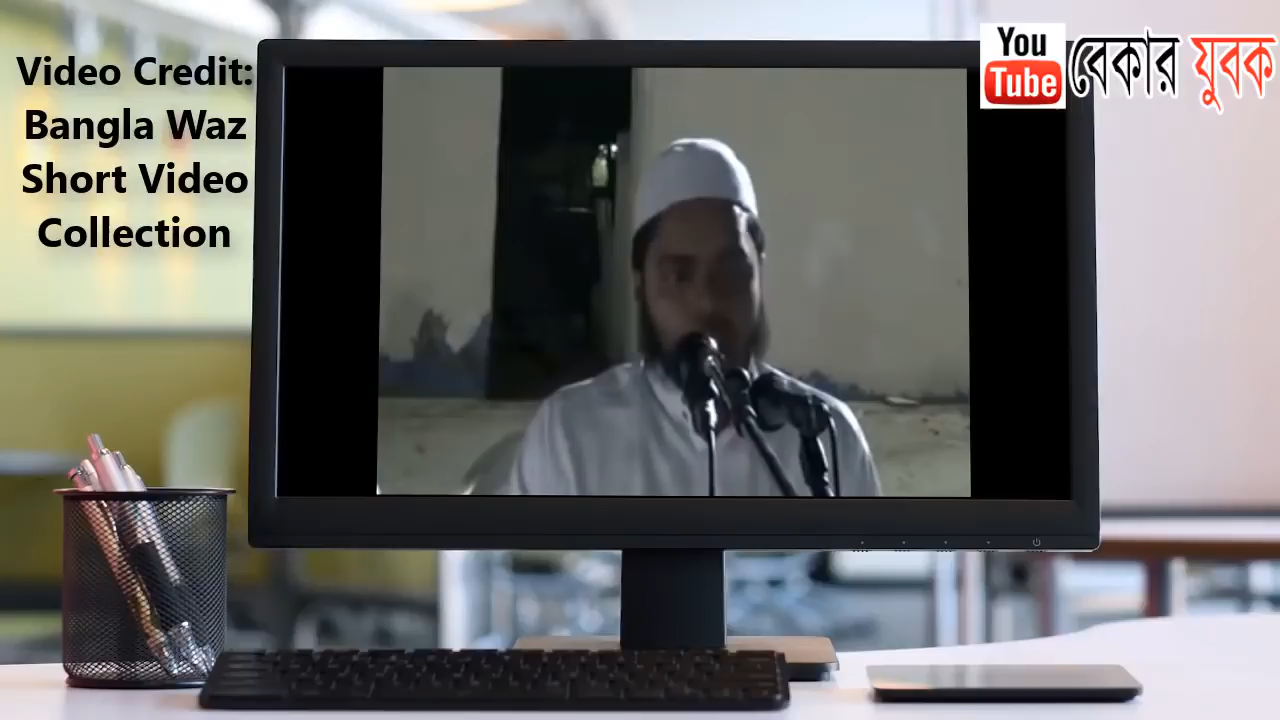 Video Credit:
Bangla Waz
Short Video
Collection
You
Tube
বেকার যুবক